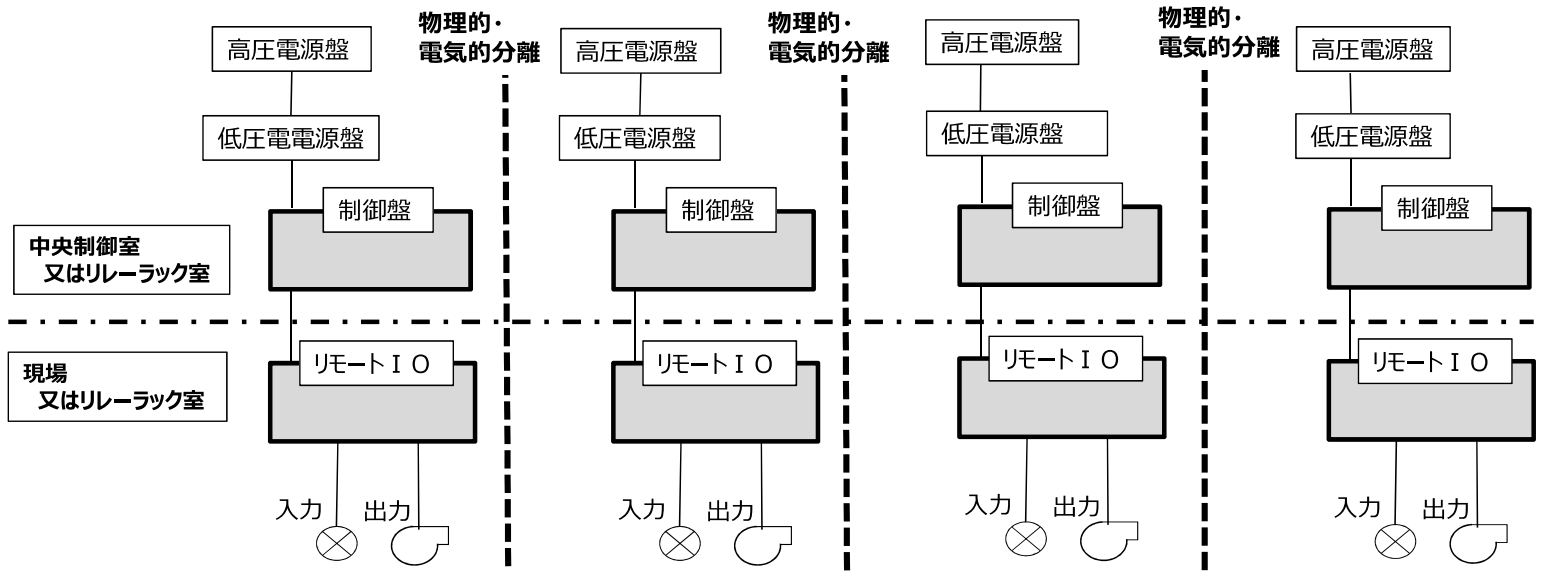 物理的・
電気的分離
物理的・
電気的分離
物理的・
電気的分離
高圧電源盤
高圧電源盤
高圧電源盤
高圧電源盤
低圧電電源盤
低圧電源盤
低圧電源盤
低圧電源盤
制御盤
制御盤
制御盤
制御盤
中央制御室
又はリレーラック室
リモートIO
リモートIO
リモートIO
リモートIO
現場
又はリレーラック室
入力
出力
入力
出力
入力
出力
入力
出力